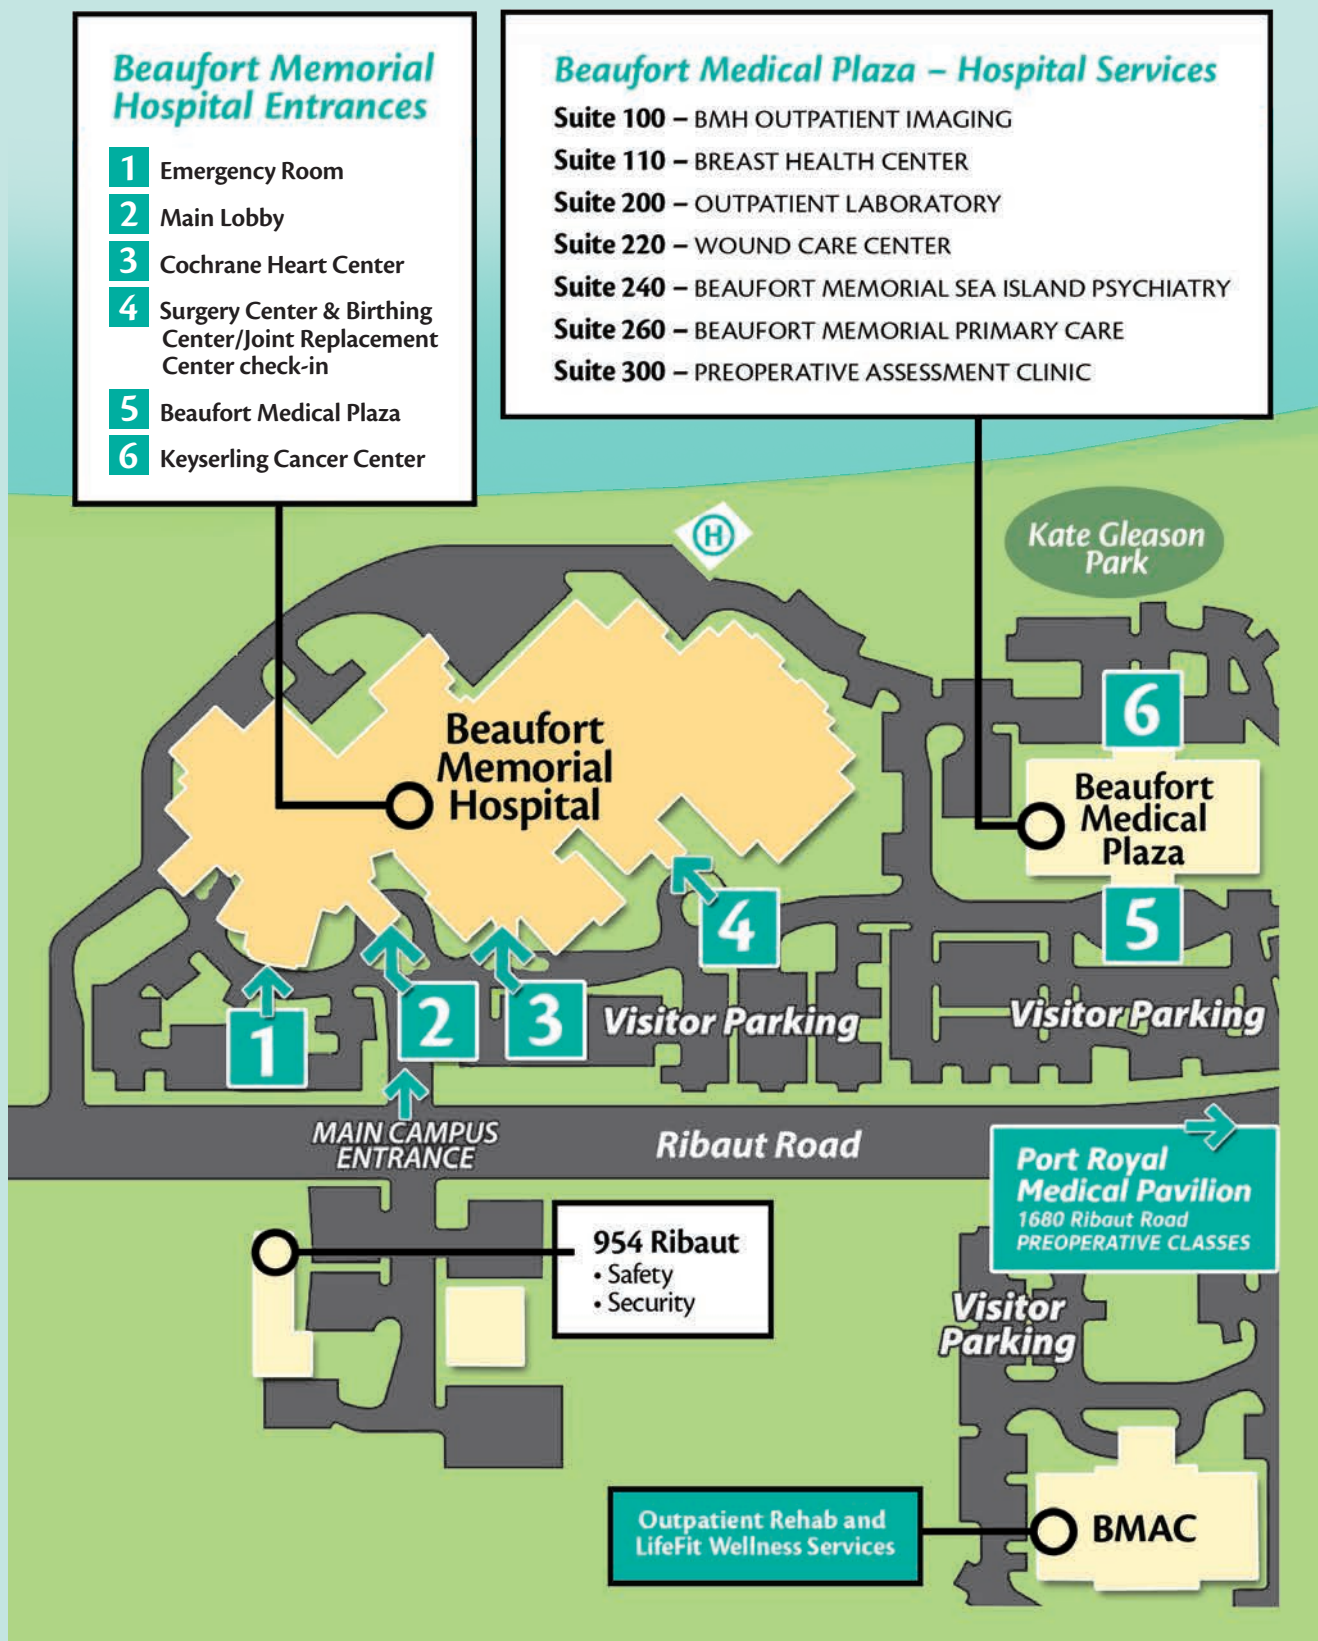 Beaufort Memorial
Hospital Entrances
1 Emergency Room
2 Main Lobby
3 Cochrane Heart Center
4 Surgery Center & Birthing
Center/Joint Replacement
Center check-in
5 Beaufort Medical Plaza
6 Keyserling Cancer Center
Beaufort Medical Plaza – Hospital Services
Suite 100 – BMH OUTPATIENT IMAGING
Suite 110 – BREAST HEALTH CENTER
Suite 200 – OUTPATIENT LABORATORY
Suite 220 – WOUND CARE CENTER
Suite 240 – BEAUFORT MEMORIAL SEA ISLAND PSYCHIATRY
Suite 260 – BEAUFORT MEMORIAL PRIMARY CARE
Suite 300 – PREOPERATIVE ASSESSMENT CLINIC
H
Kate Gleason
Park
Beaufort
Memorial
Hospital
6
Beaufort
Medical
Plaza
5
4
1
2
3
Visitor Parking
Visitor Parking
MAIN CAMPUS
ENTRANCE
Ribaut Road
Port Royal
Medical Pavilion
1680 Ribaut Road
PREOPERATIVE CLASSES
954 Ribaut
• Safety
• Security
Visitor
Parking
Outpatient Rehab and
LifeFit Wellness Services
BMAC